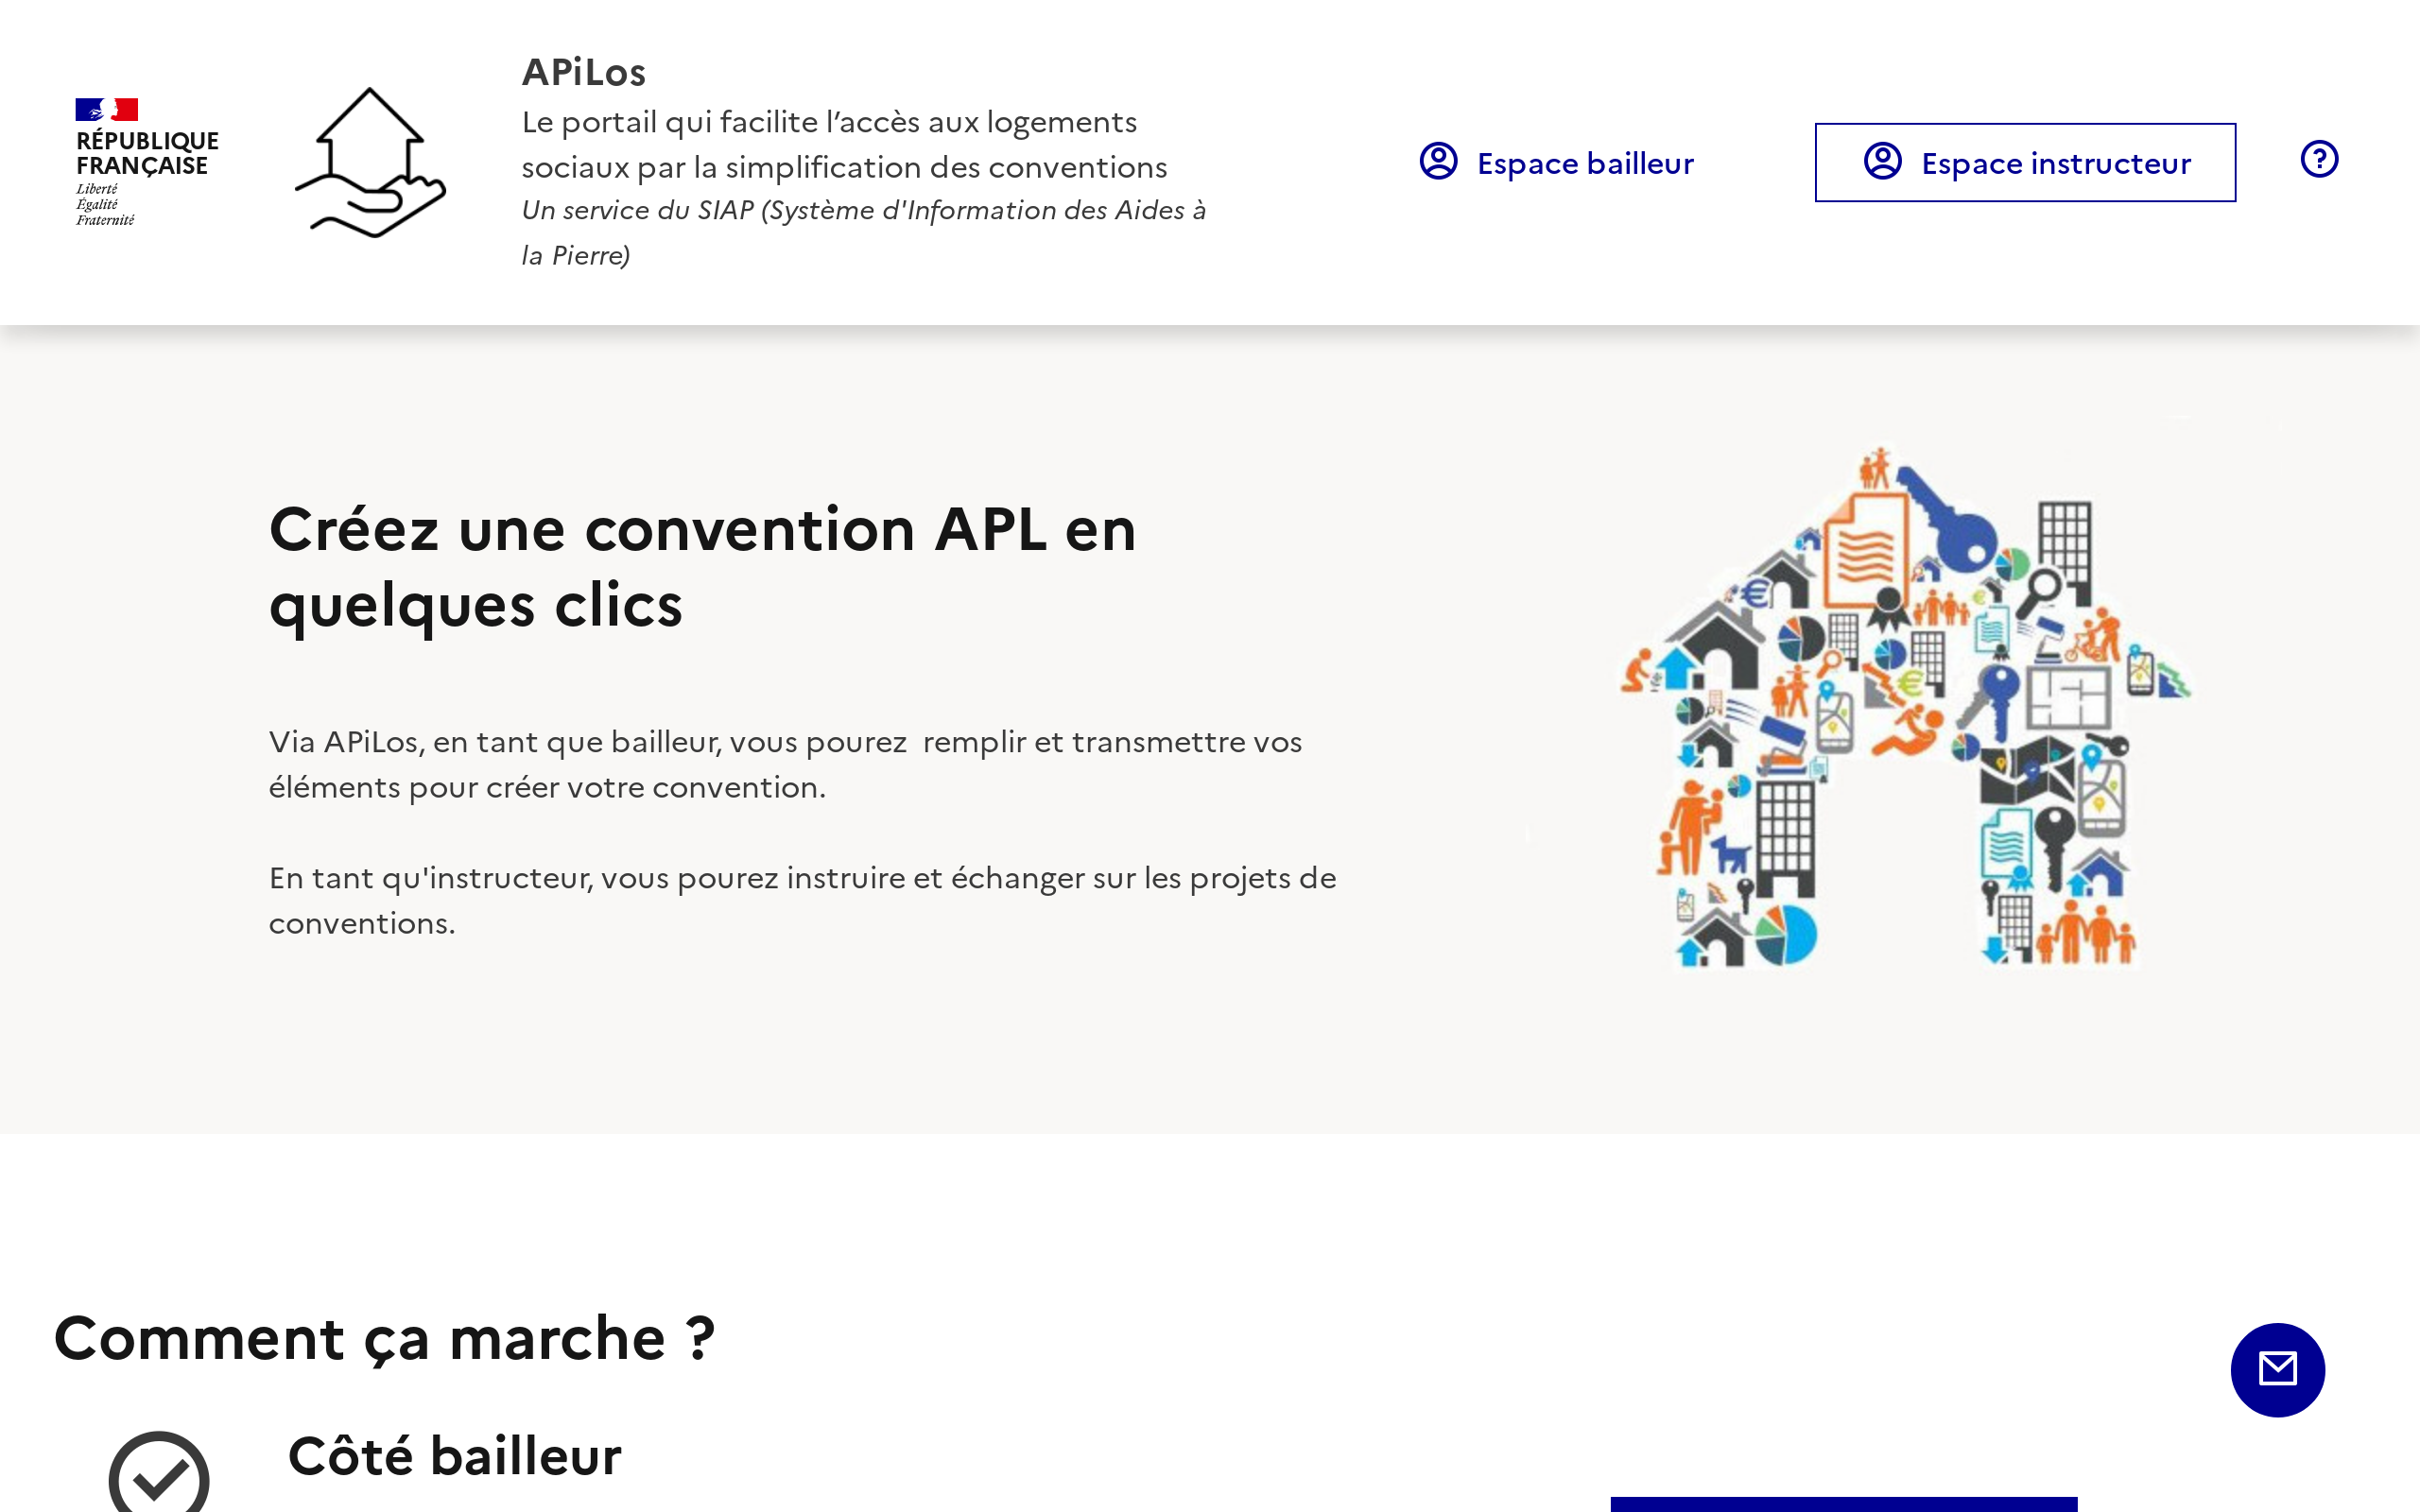 RÉPUBLIQUE
FRANÇAISE
Liberté
Égalité
Fraternité
APiLos
Le portail qui facilite l’accès aux logements
sociaux par la simplification des conventions
Un service du SIAP (Système d'Information des Aides à
la Pierre)
Espace bailleur
Espace instructeur
Créez une convention APL en
quelques clics
Via APiLos, en tant que bailleur, vous pourez  remplir et transmettre vos
éléments pour créer votre convention.
En tant qu'instructeur, vous pourez instruire et échanger sur les projets de
conventions.
Comment ça marche ?
Côté bailleur